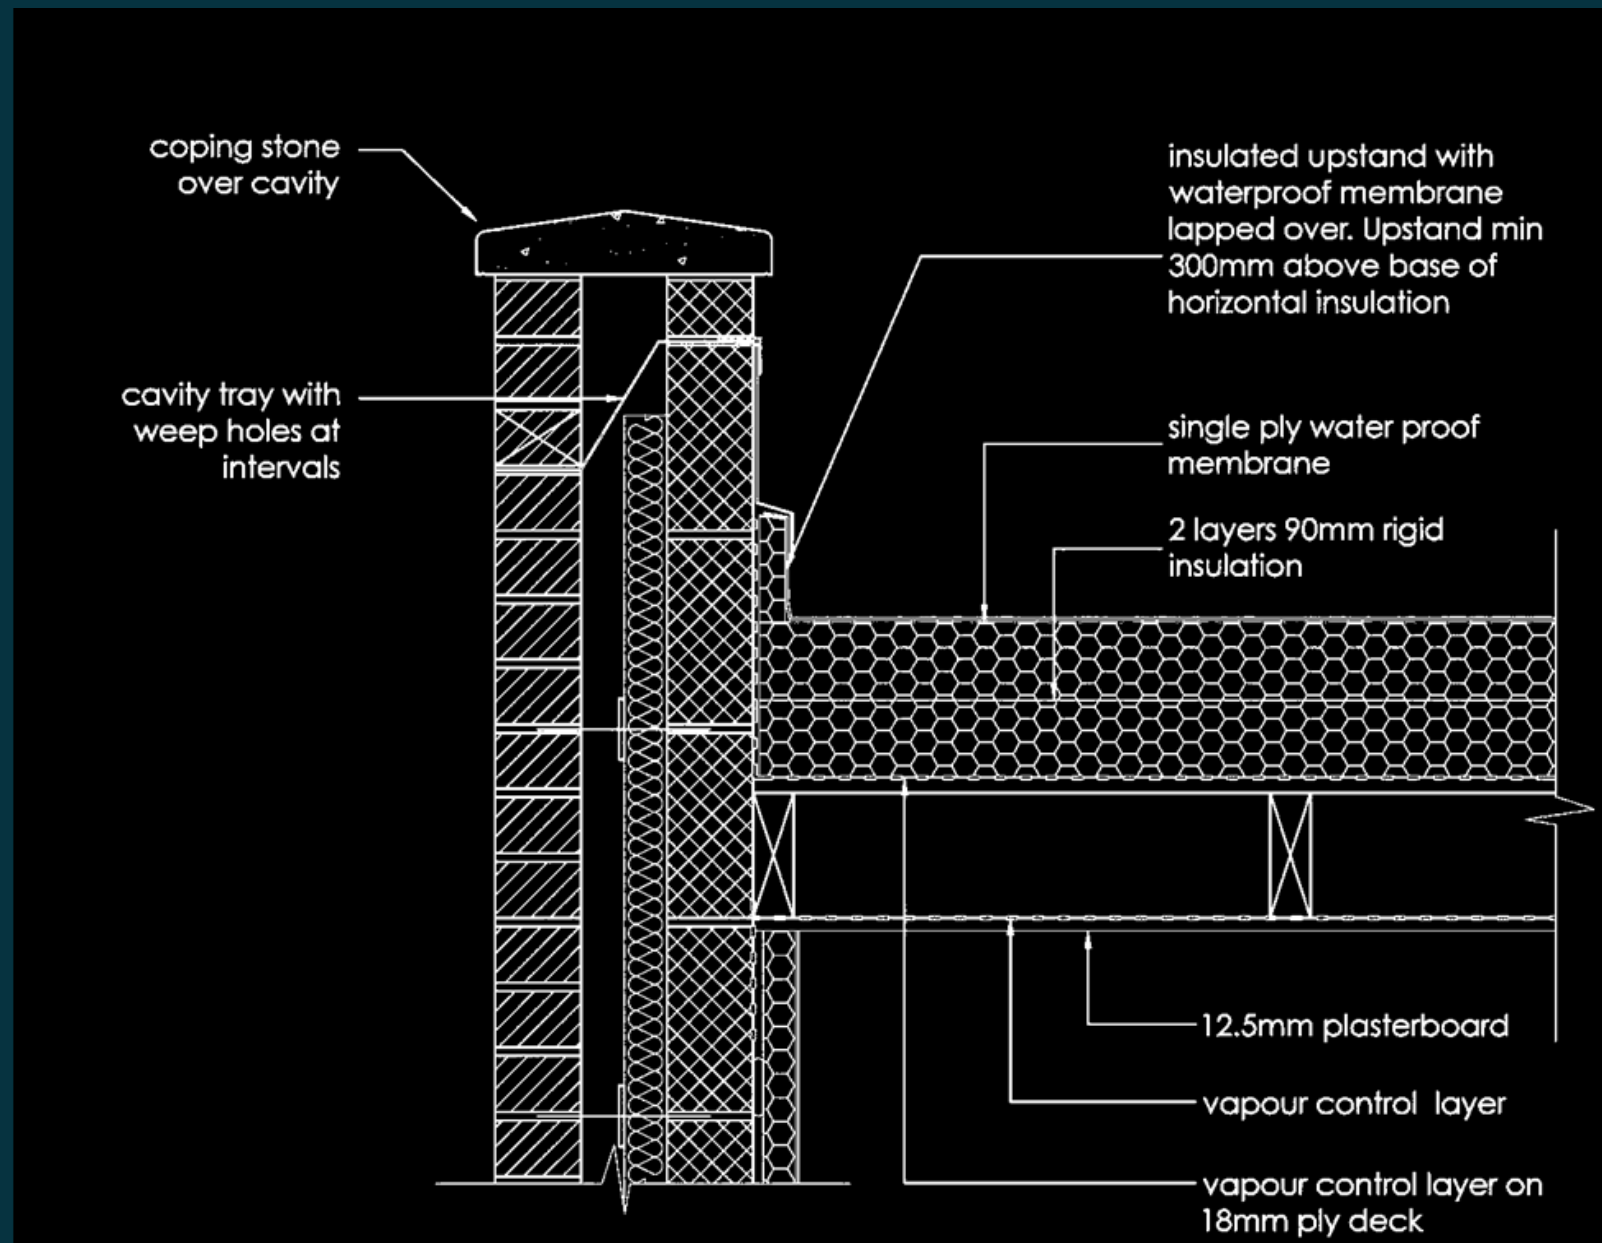 coping stone
over cavity
cavity tray with
weep holes at
intervals
insulated upstand with
waterproof membrane
lapped over. Upstand min
300mm above base of
horizontal insulation
single ply water proof
membrane
2 layers 90mm rigid
insulation
12.5mm plasterboard
vapour control layer
vapour control layer on
18mm ply deck